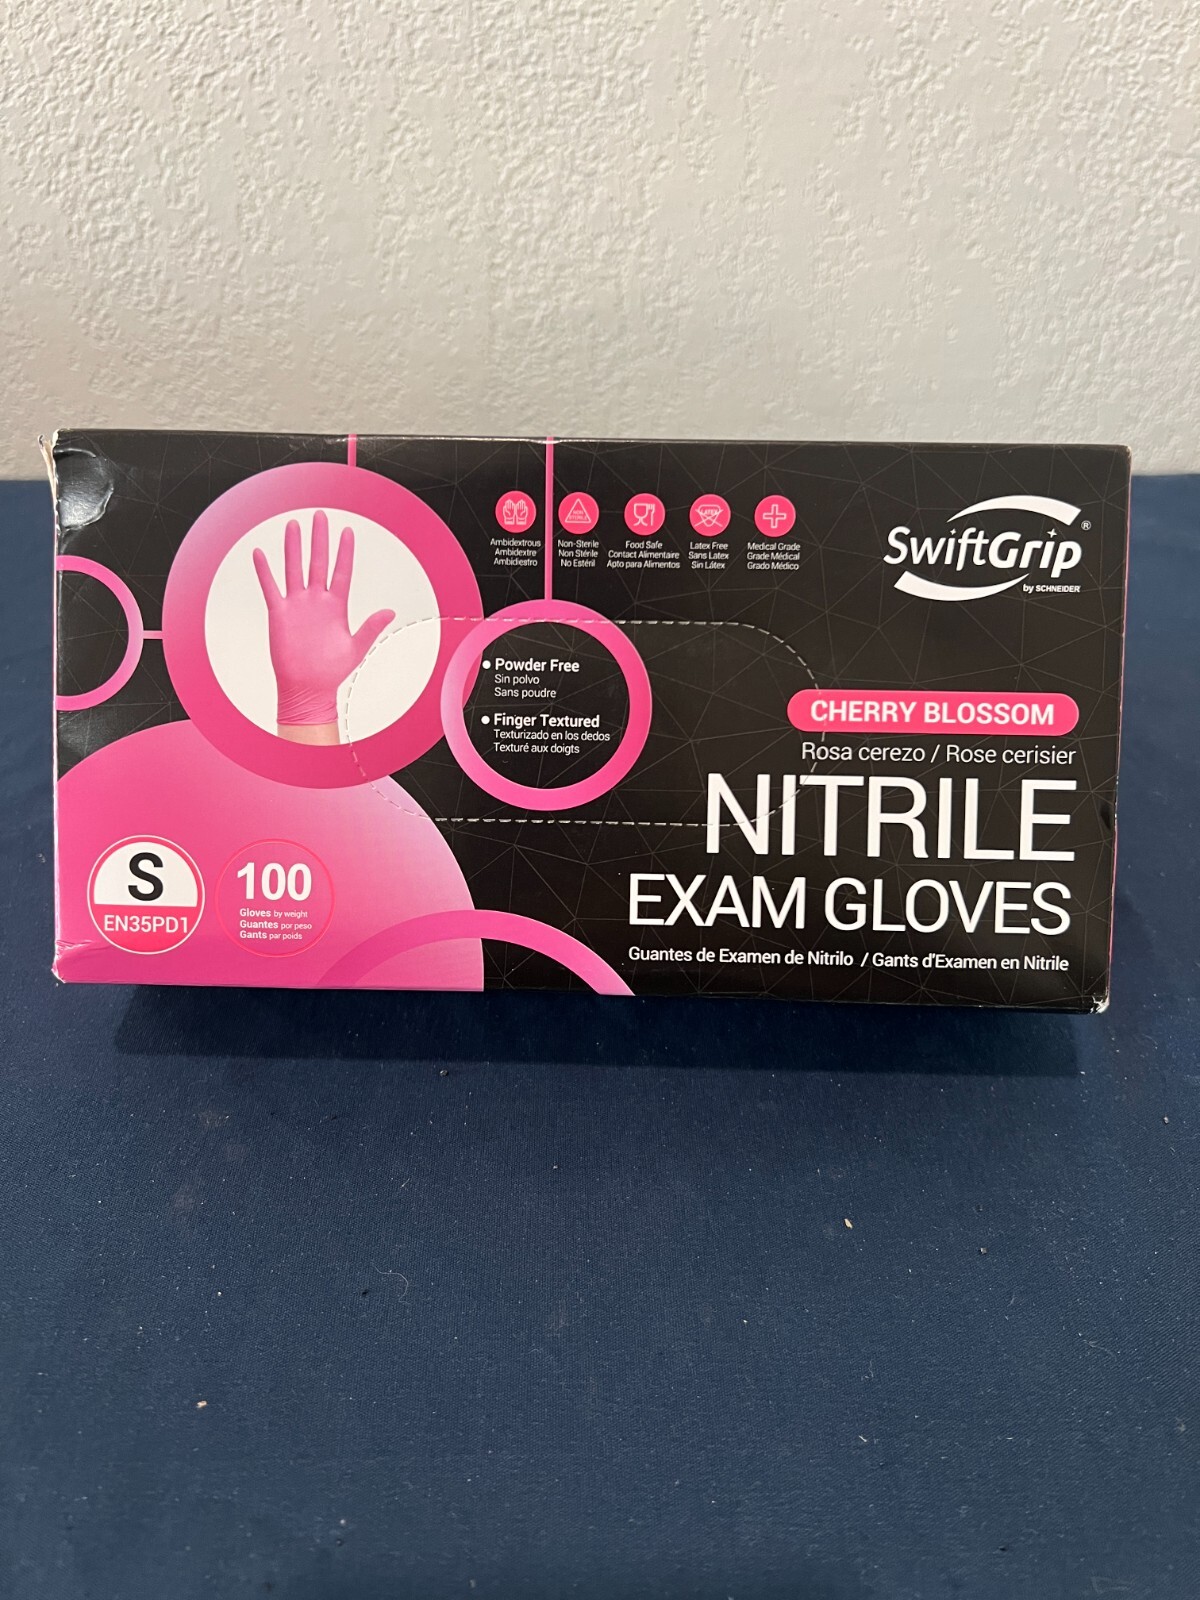 Ambidextrous
Ambidextre
Ambidiestro
NON
STERILE
Non-Sterile
Non Stérile
No Estéril
Food Safe
Contact Alimentaire
Apto para Alimentos
LATEX
Latex Free
Sans Latex
Sin Látex
Medical Grade
Grade Médical
Grado Médico
SwiftGrip®
by SCHNEIDER
• Powder Free
Sin polvo
Sans poudre
• Finger Textured
Texturizado en los dedos
Texturé aux doigts
CHERRY BLOSSOM
Rosa cerezo / Rose cerisier
NITRILE
EXAM GLOVES
Guantes de Examen de Nitrilo / Gants d'Examen en Nitrile
S
EN35PD1
100
Gloves by weight
Guantes por peso
Gants par poids